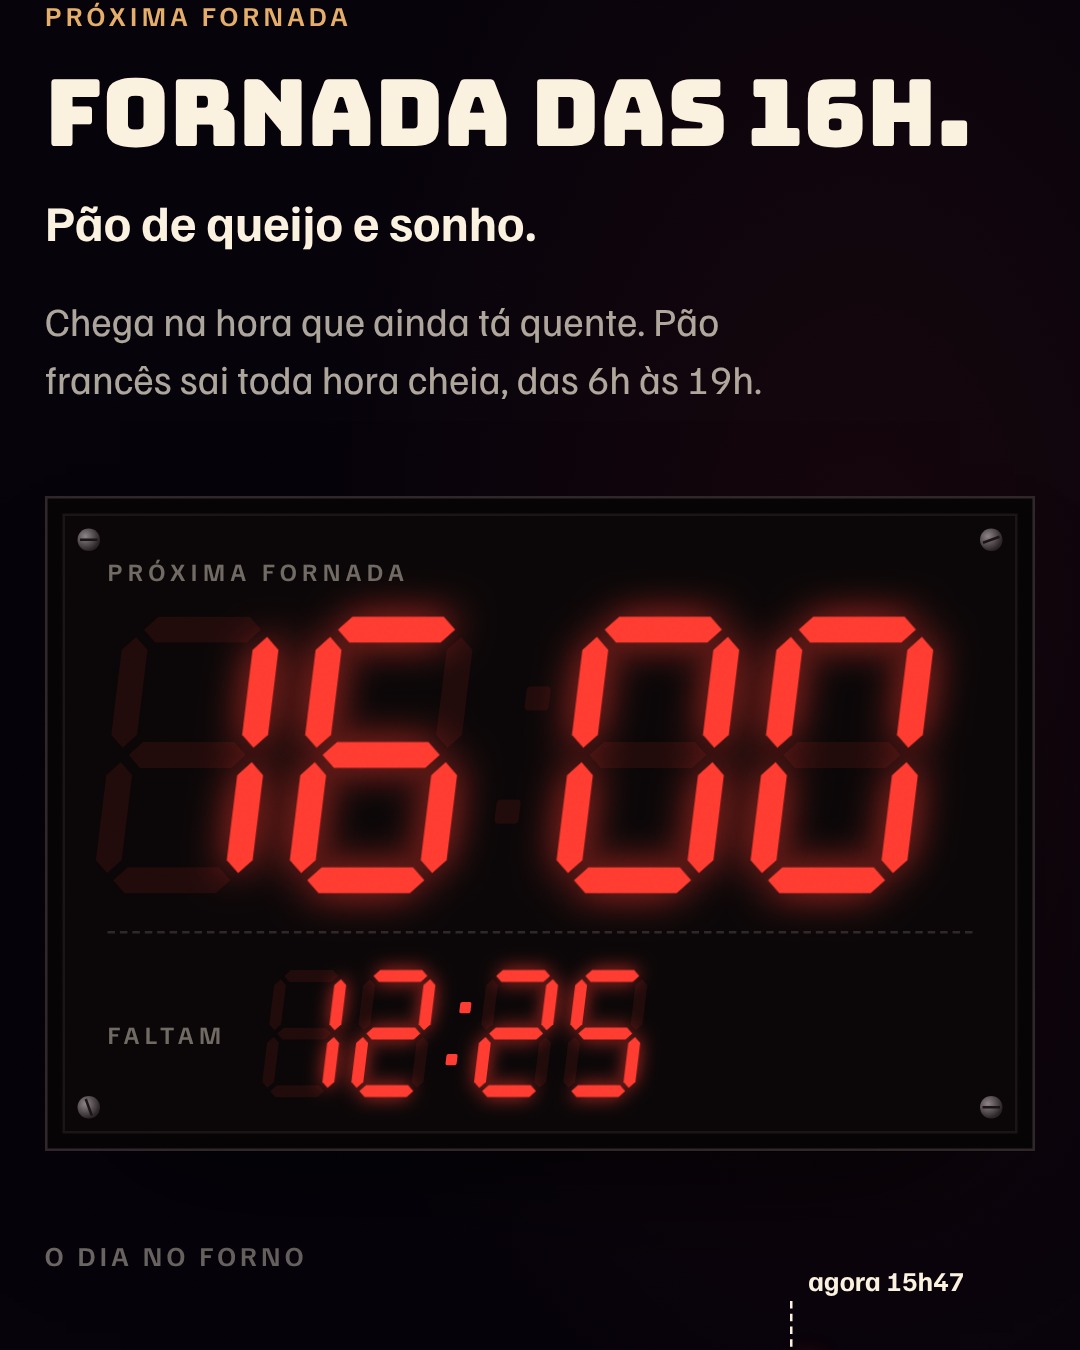 PRÓXIMA FORNADA
FORNADA DAS 16H.
Pão de queijo e sonho.
Chega na hora que ainda tá quente. Pão
francês sai toda hora cheia, das 6h às 19h.
PRÓXIMA FORNADA
16:00
FALTAM 12:25
O DIA NO FORNO
agora 15h47